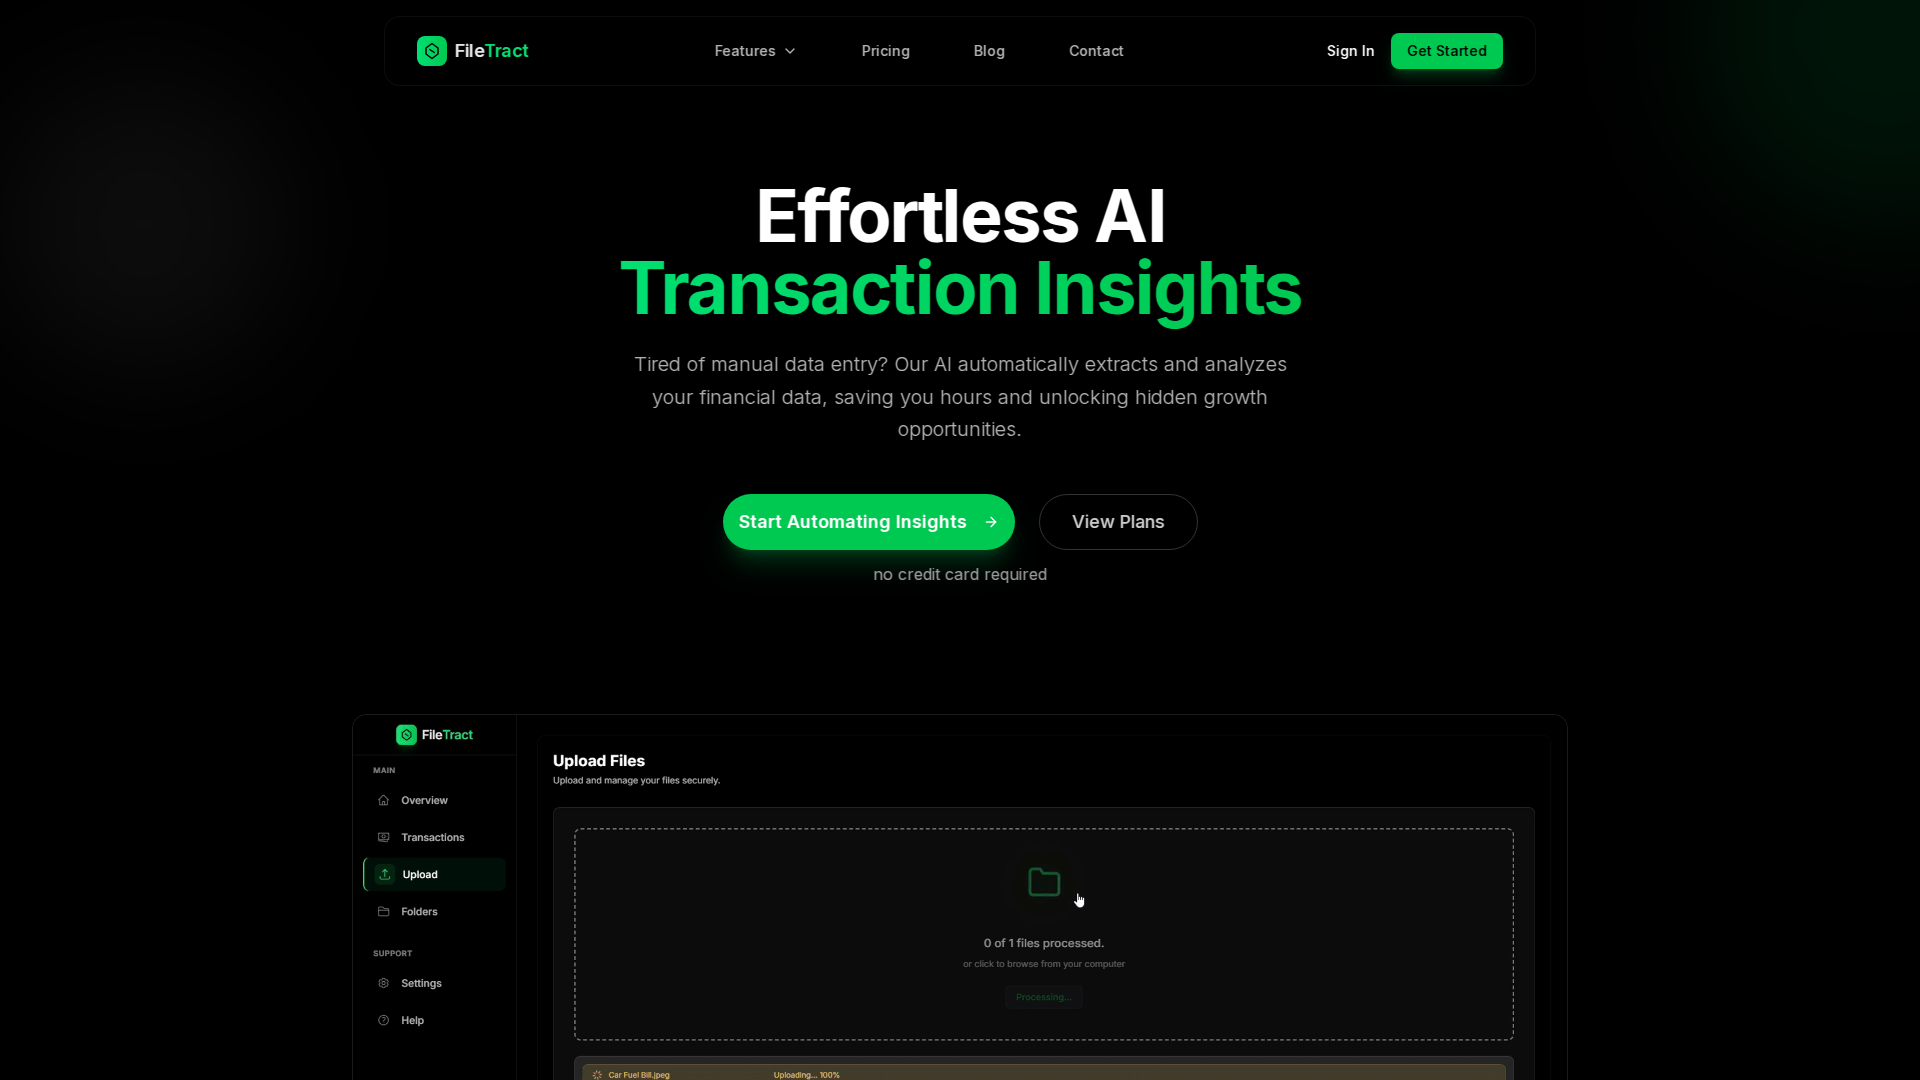 FileTract
Features
Pricing
Blog
Contact
Sign In
Get Started
Effortless AI
Transaction Insights
Tired of manual data entry? Our AI automatically extracts and analyzes
your financial data, saving you hours and unlocking hidden growth
opportunities.
Start Automating Insights
View Plans
no credit card required
FileTract
MAIN
Overview
Transactions
Upload
Folders
SUPPORT
Settings
Help
Upload Files
Upload and manage your files securely.
0 of 1 files processed.
or click to browse from your computer
Processing...
Car Fuel Bill.jpeg
Uploading... 100%